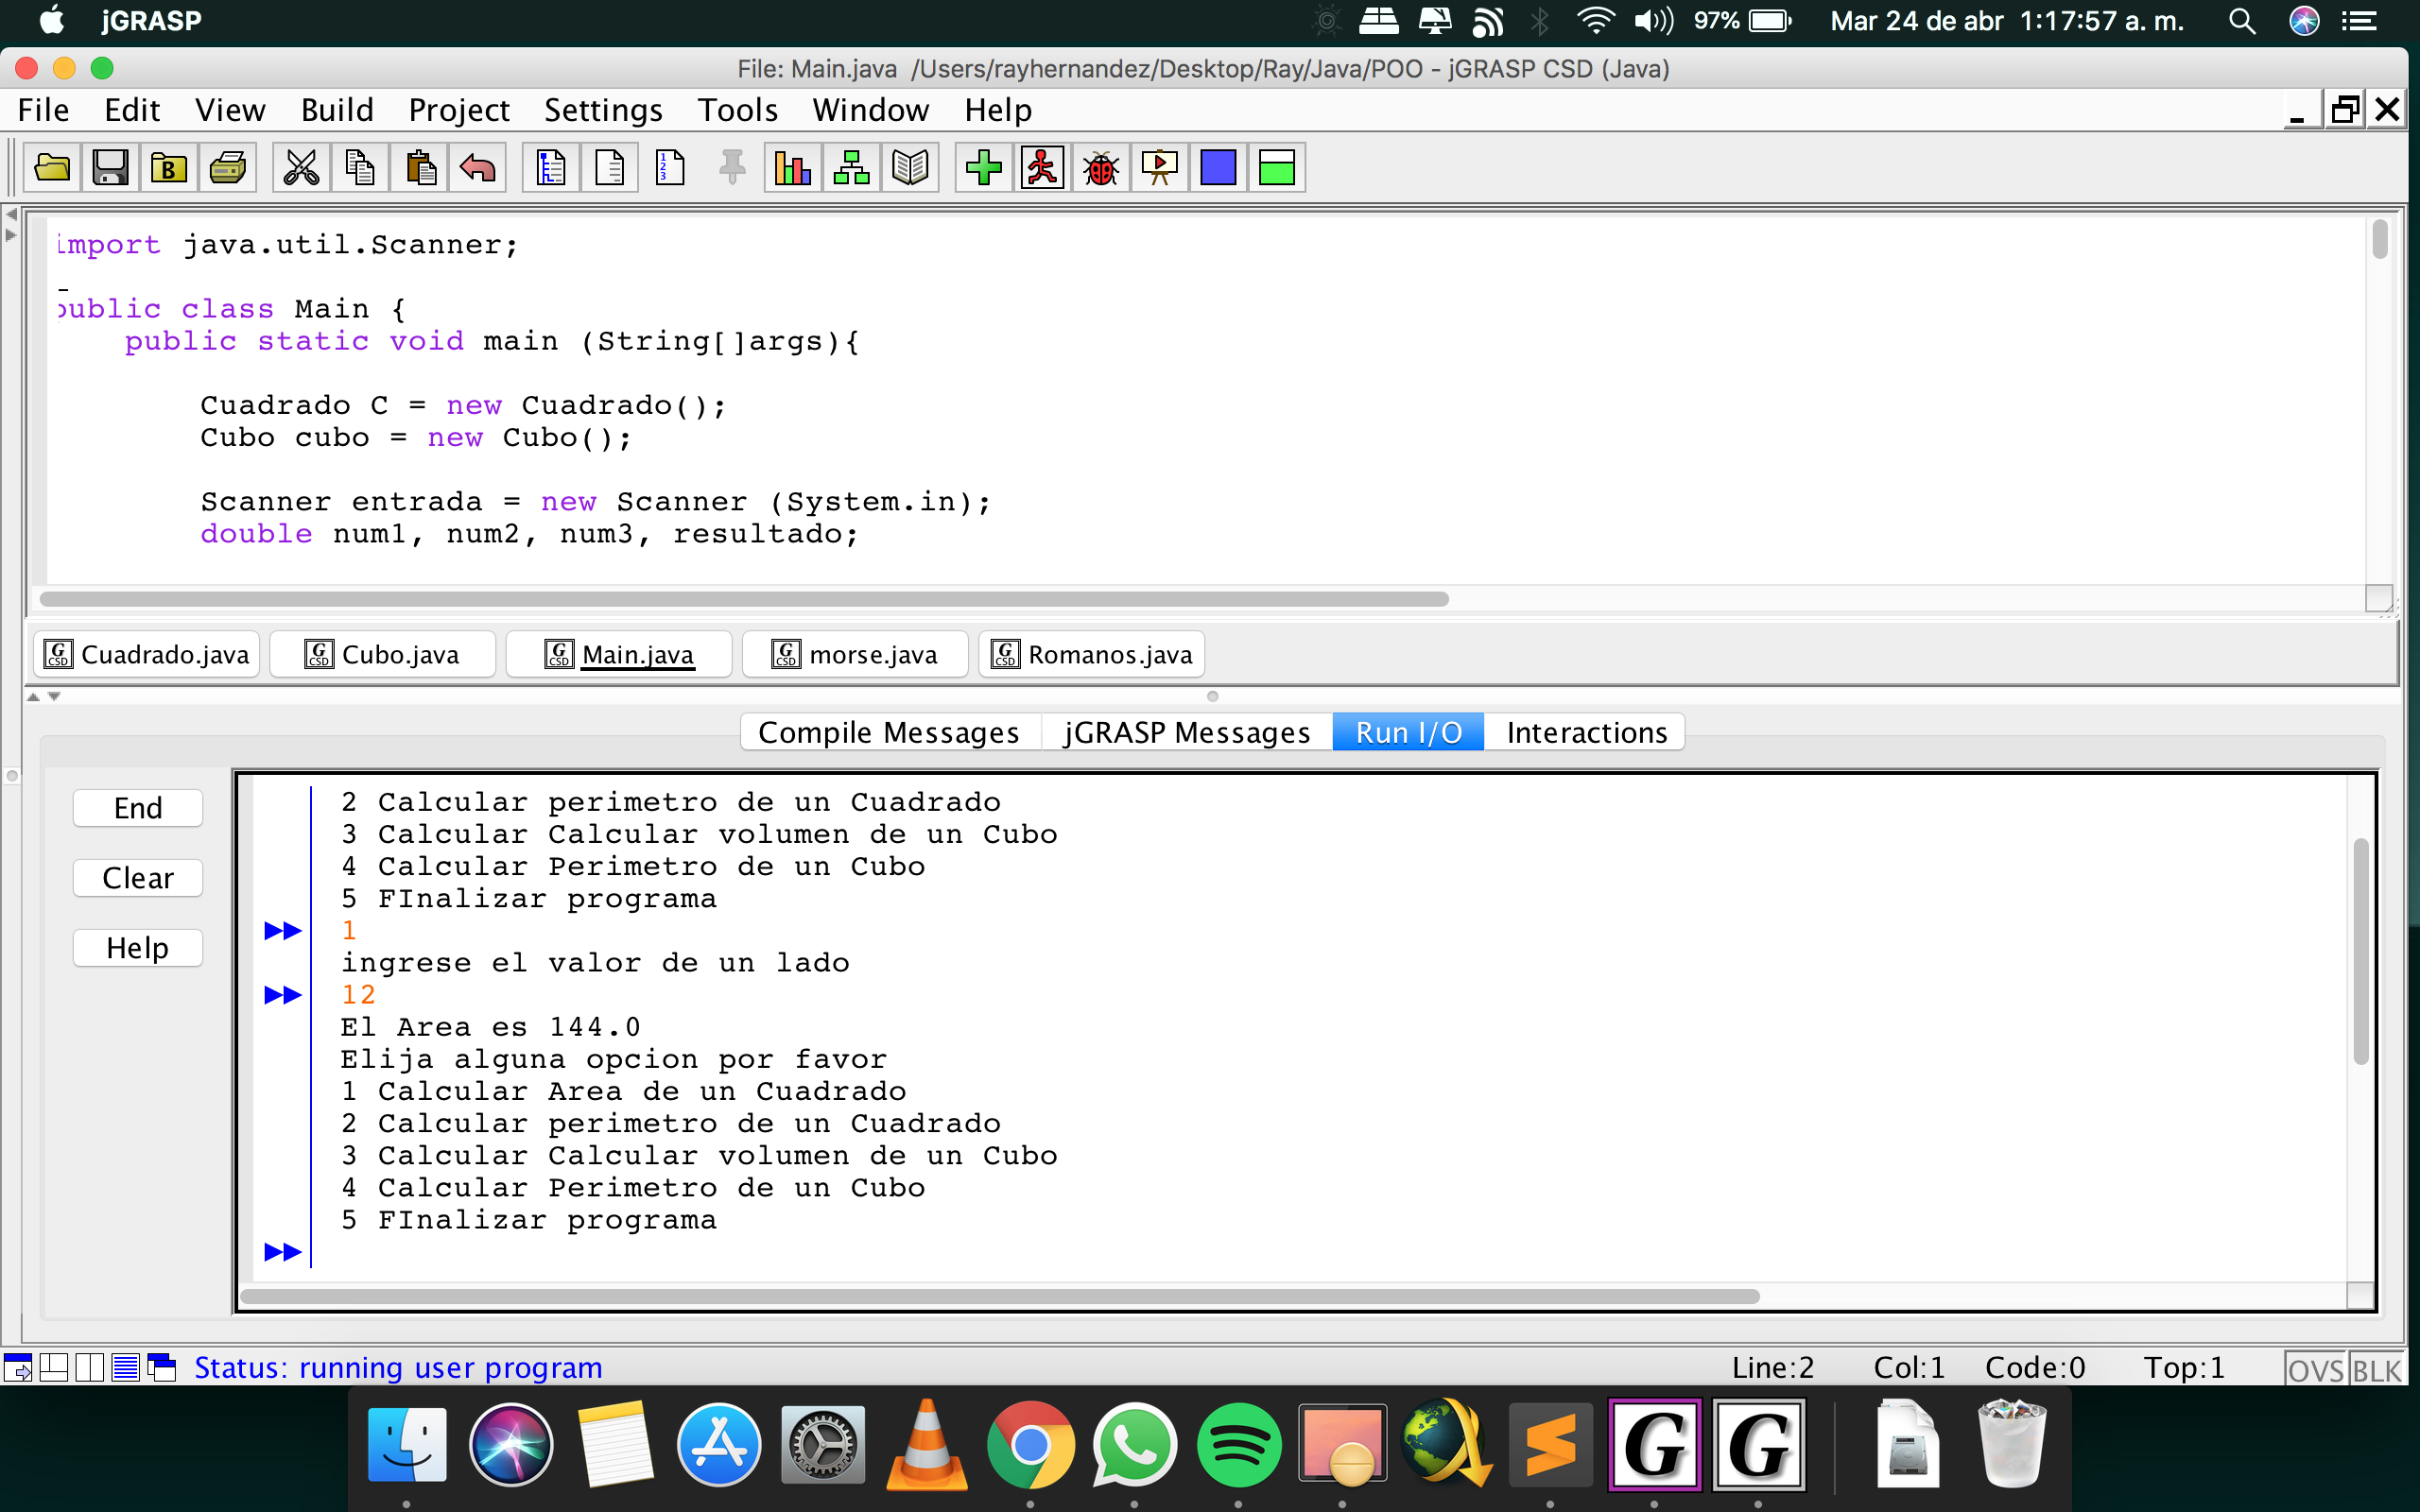 jGRASP
97%
Mar 24 de abr 1:17:57 a. m.
File: Main.java /Users/rayhernandez/Desktop/Ray/Java/POO - jGRASP CSD (Java)
File Edit View Build Project Settings Tools Window Help
import java.util.Scanner;
public class Main {
public static void main (String[]args){
Cuadrado C = new Cuadrado();
Cubo cubo = new Cubo();
Scanner entrada = new Scanner (System.in);
double num1, num2, num3, resultado;
Cuadrado.java Cubo.java Main.java morse.java Romanos.java
Compile Messages jGRASP Messages Run I/O Interactions
End
Clear
Help
2 Calcular perimetro de un Cuadrado
3 Calcular Calcular volumen de un Cubo
4 Calcular Perimetro de un Cubo
5 FInalizar programa
1
ingrese el valor de un lado
12
El Area es 144.0
Elija alguna opcion por favor
1 Calcular Area de un Cuadrado
2 Calcular perimetro de un Cuadrado
3 Calcular Calcular volumen de un Cubo
4 Calcular Perimetro de un Cubo
5 FInalizar programa
Status: running user program
Line:2 Col:1 Code:0 Top:1 OVS BLK